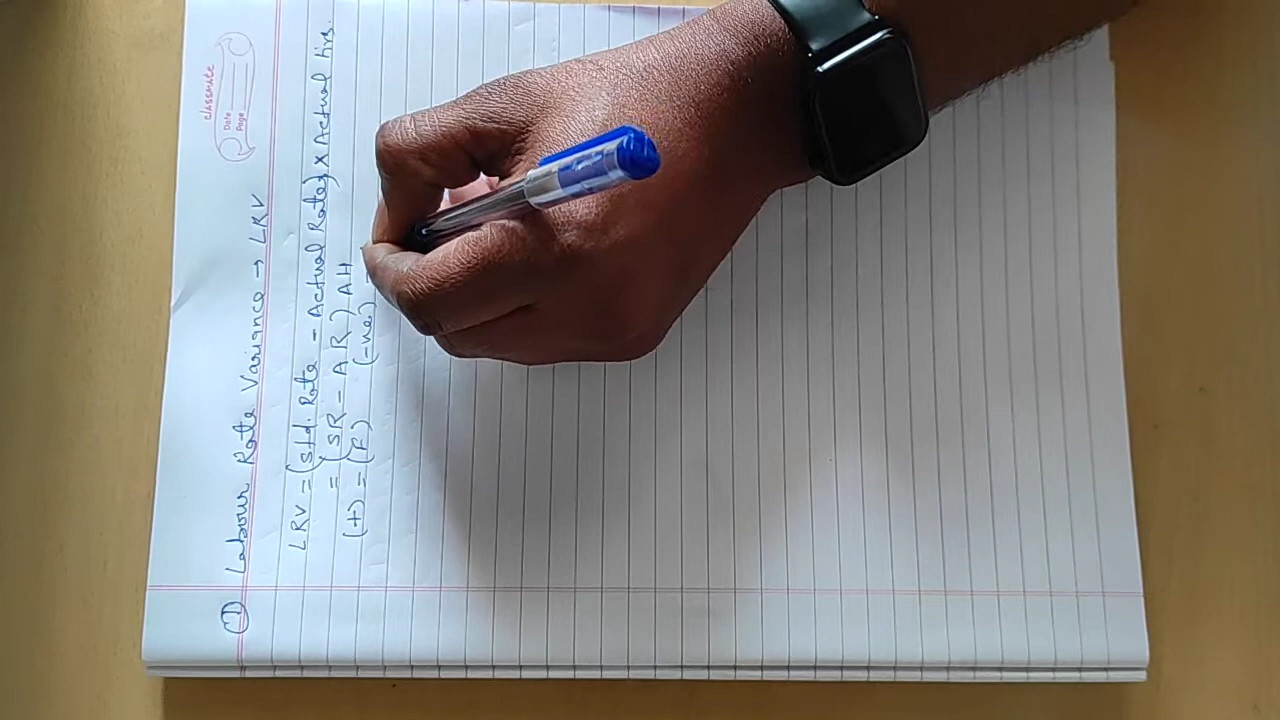 classmate
Date
Page
① Labour Rate Variance → LRV
LRV = (Std. Rate - Actual Rate) x Actual hrs.
= (SR - AR) AH
(+) = (F) (-ve) =